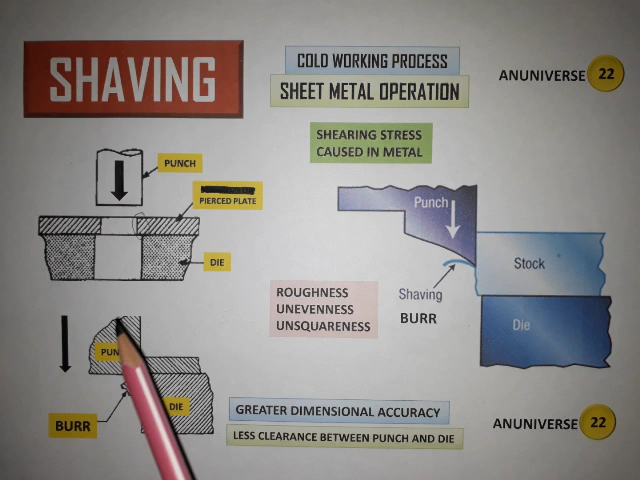 SHAVING
COLD WORKING PROCESS
SHEET METAL OPERATION
ANUNIVERSE 22
SHEARING STRESS
CAUSED IN METAL
PUNCH
PIERCED PLATE
DIE
Punch
Stock
Shaving
BURR
Die
ROUGHNESS
UNEVENNESS
UNSQUARENESS
PUN
DIE
BURR
GREATER DIMENSIONAL ACCURACY
LESS CLEARANCE BETWEEN PUNCH AND DIE
ANUNIVERSE 22